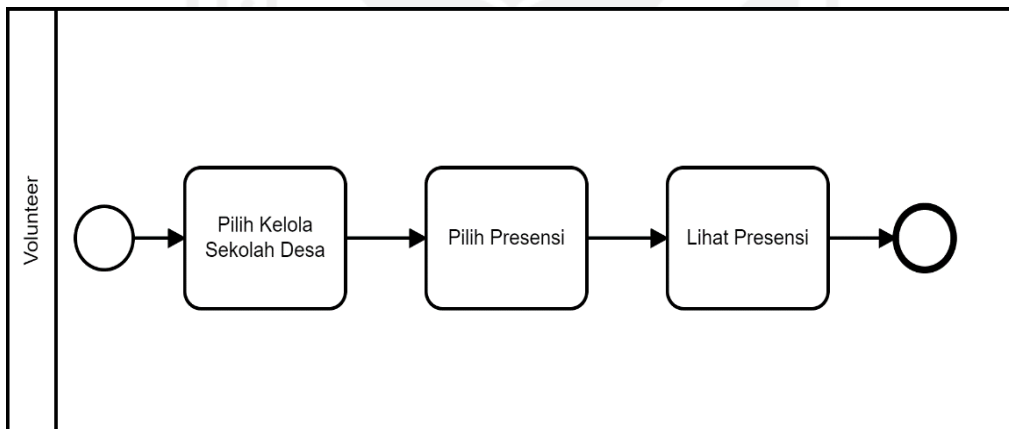 Volunteer
Pilih Kelola
Sekolah Desa
Pilih Presensi
Lihat Presensi